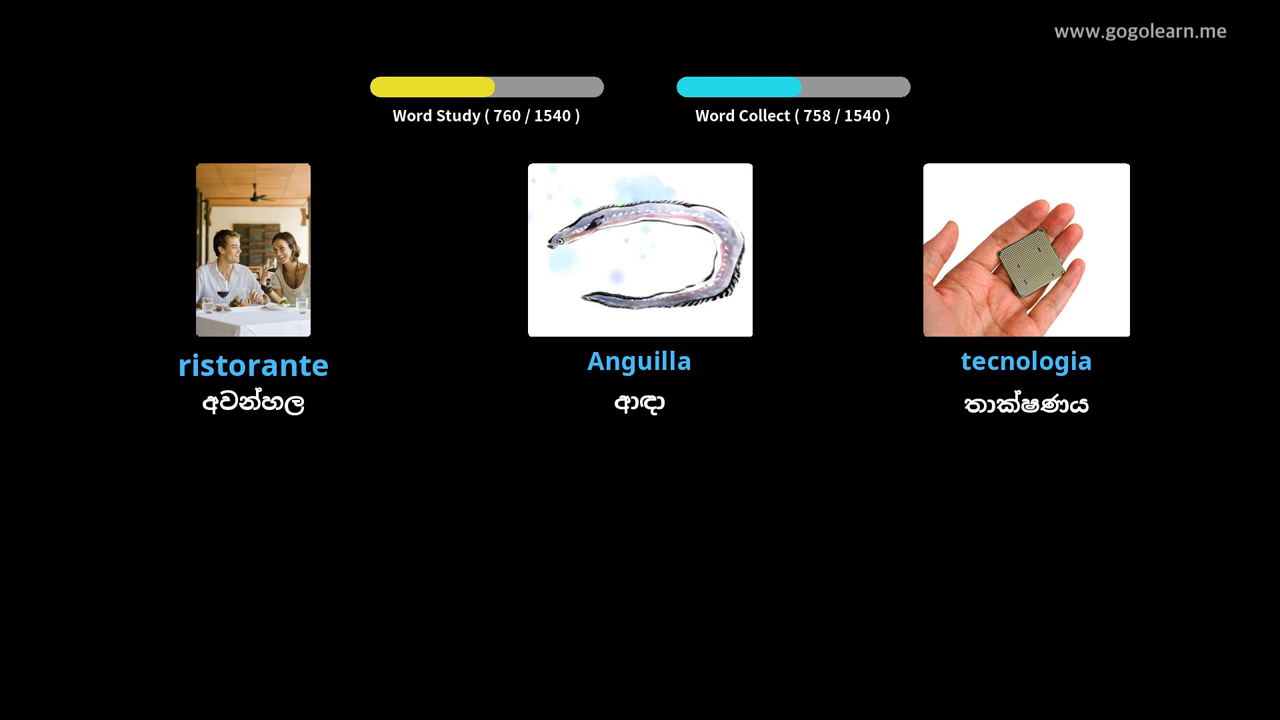 www.gogolearn.me
Word Study ( 760 / 1540 )
Word Collect ( 758 / 1540 )
ristorante
අවන්හල
Anguilla
ආඳා
tecnologia
තාක්ෂණය